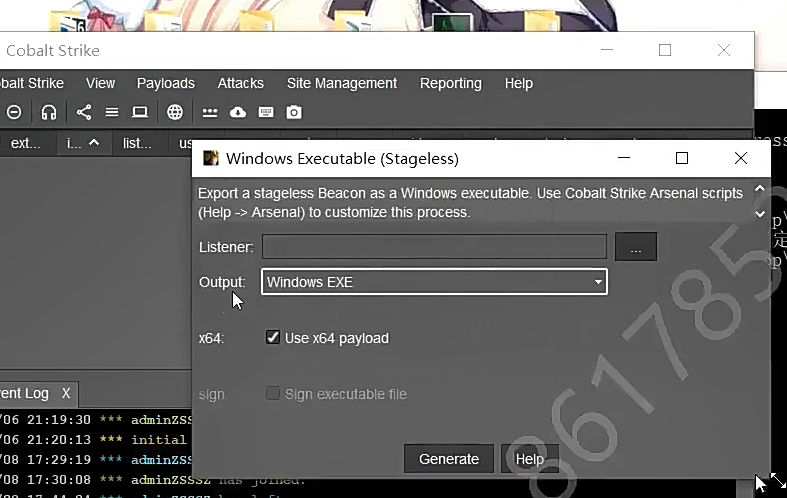 Cobalt Strike
balt Strike View Payloads Attacks Site Management Reporting Help
ext... i... list... us
Windows Executable (Stageless)
Export a stageless Beacon as a Windows executable. Use Cobalt Strike Arsenal scripts
(Help -> Arsenal) to customize this process.
Listener: ...
Output: Windows EXE
x64: Use x64 payload
sign. Sign executable file
Generate Help
ent Log X
/06 21:19:30 *** adminZSS
/06 21:20:13 *** initial
/08 17:29:19 *** adminZSS
/08 17:30:08 *** adminZSSSZ has joined.
861785